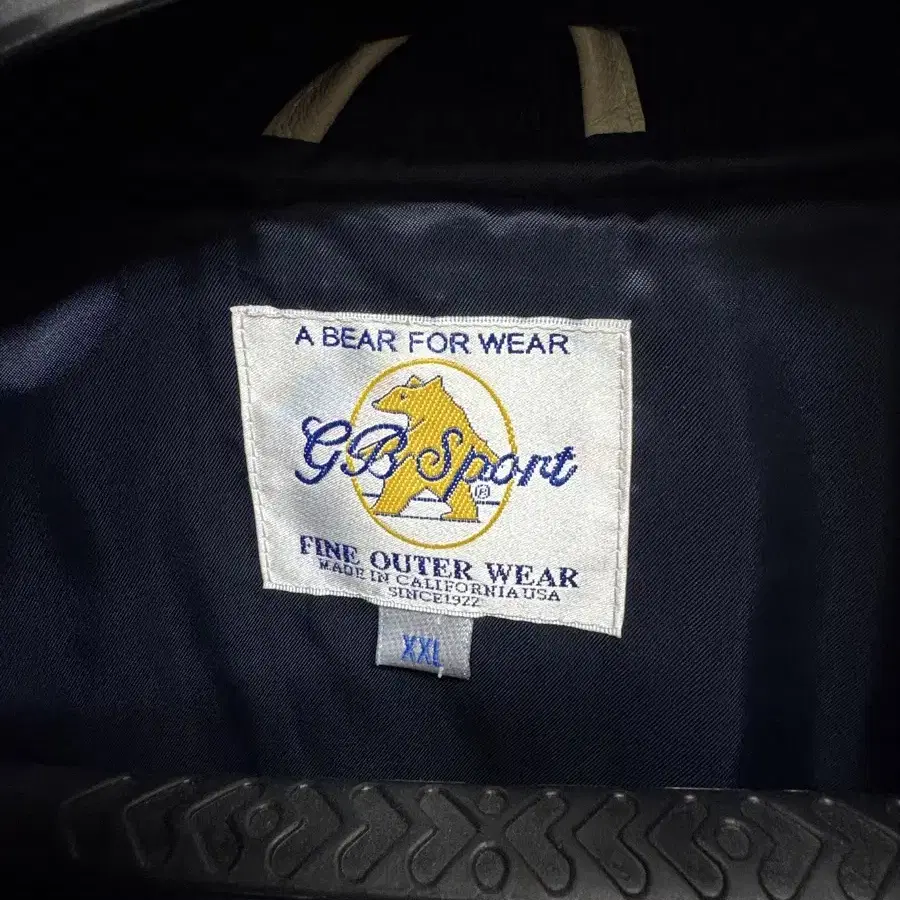 A BEAR FOR WEAR
GB Sport
®
FINE OUTER WEAR
MADE IN CALIFORNIA USA
SINCE1922
XXL